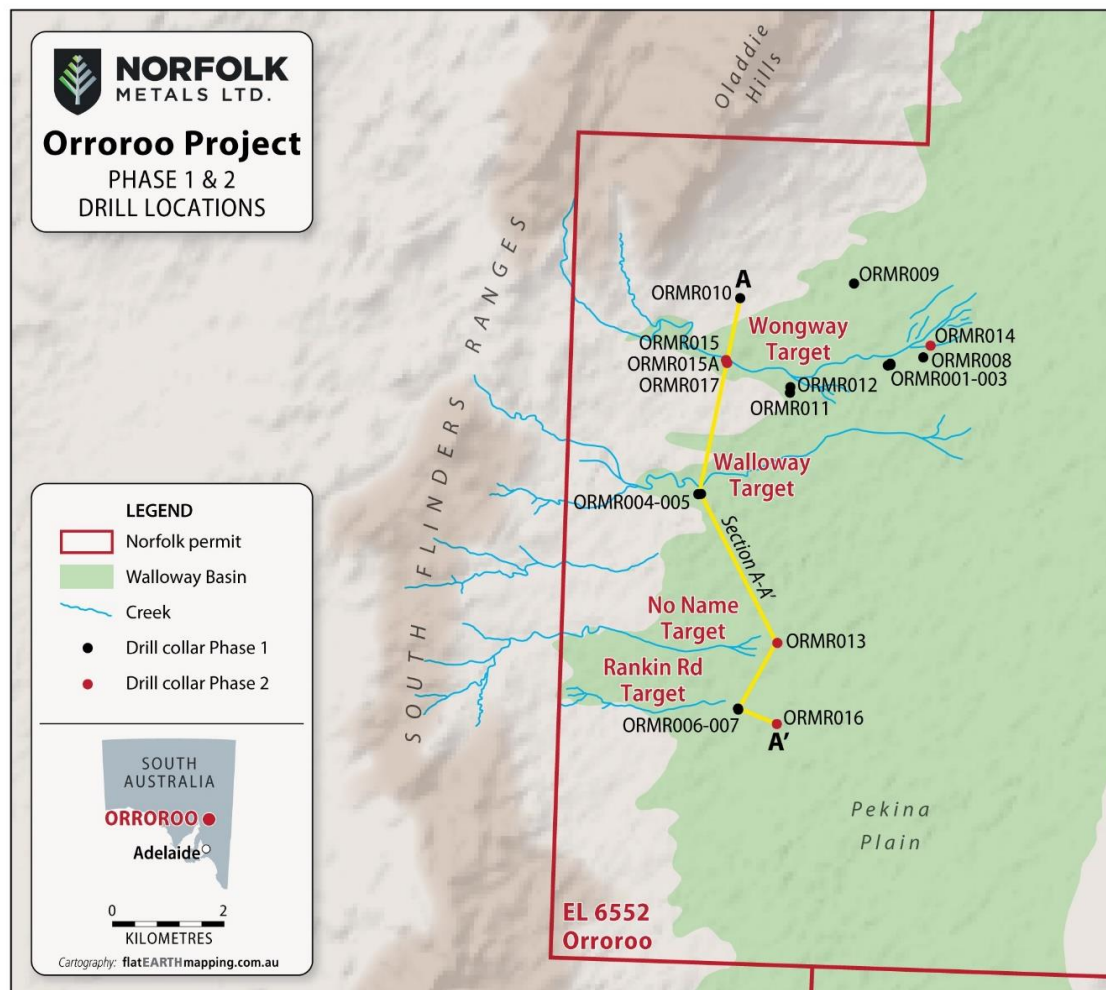 NORFOLK
METALS LTD.
Orroroo Project
PHASE 1 & 2
DRILL LOCATIONS
Oladdie
Hills
SOUTH FLINDERS RANGES
A
ORMR010
ORMR009
Wongway
Target
ORMR015
ORMR015A
ORMR017
ORMR014
ORMR008
ORMR001-003
ORMR012
ORMR011
Walloway
Target
ORMR004-005
Section A-A'
No Name
Target
ORMR013
Rankin Rd
Target
ORMR006-007
ORMR016
A'
Pekina
Plain
EL 6552
Orroroo
LEGEND
Norfolk permit
Walloway Basin
Creek
Drill collar Phase 1
Drill collar Phase 2
SOUTH
AUSTRALIA
ORROROO
Adelaide
0 2
KILOMETRES
Cartography: flatEARTHmapping.com.au